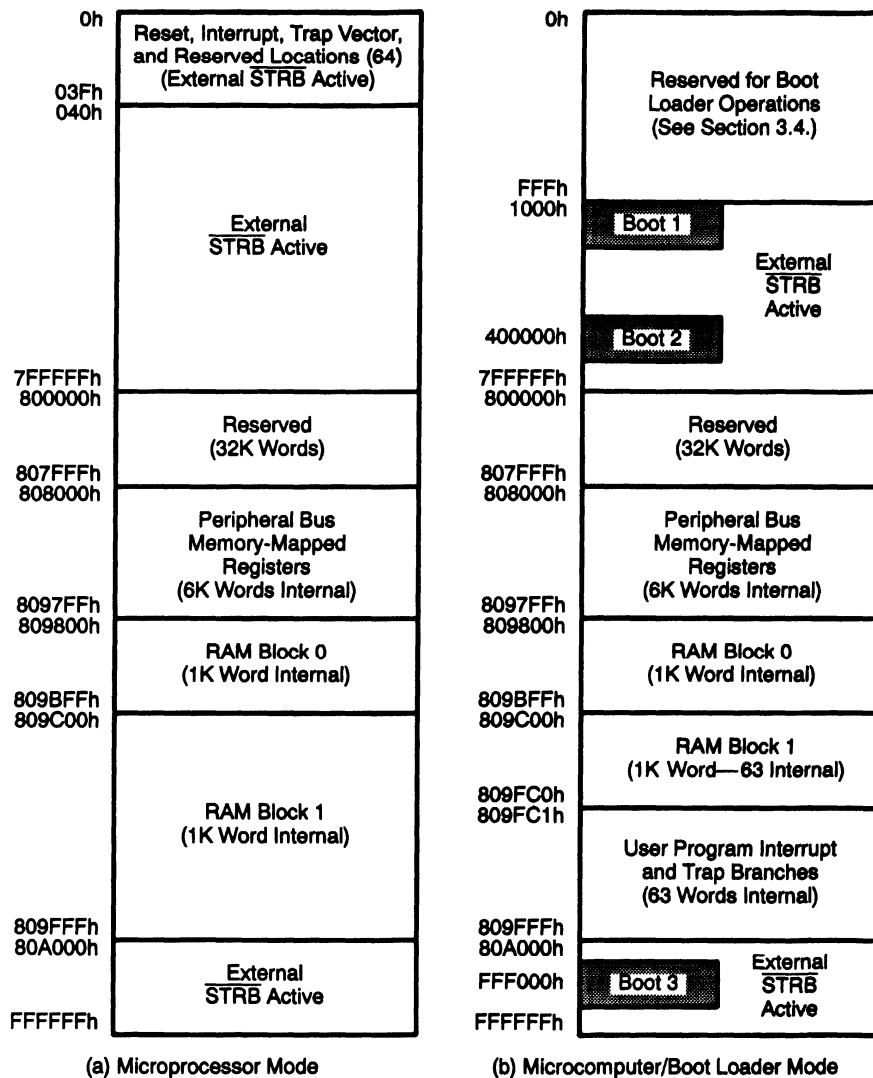 0h
Reset, Interrupt, Trap Vector,
and Reserved Locations (64)
(External STRB Active)
03Fh
040h
External
STRB Active
7FFFFFh
800000h
Reserved
(32K Words)
807FFFh
808000h
Peripheral Bus
Memory-Mapped
Registers
(6K Words Internal)
8097FFh
809800h
RAM Block 0
(1K Word Internal)
809BFFh
809C00h
RAM Block 1
(1K Word Internal)
809FFFh
80A000h
External
STRB Active
FFFFFFh
(a) Microprocessor Mode
0h
Reserved for Boot
Loader Operations
(See Section 3.4.)
FFFh
1000h
Boot 1
External
STRB
Active
400000h
Boot 2
7FFFFFh
800000h
Reserved
(32K Words)
807FFFh
808000h
Peripheral Bus
Memory-Mapped
Registers
(6K Words Internal)
8097FFh
809800h
RAM Block 0
(1K Word Internal)
809BFFh
809C00h
RAM Block 1
(1K Word—63 Internal)
809FC0h
809FC1h
User Program Interrupt
and Trap Branches
(63 Words Internal)
809FFFh
80A000h
External
STRB
Active
FFF000h
Boot 3
FFFFFFh
(b) Microcomputer/Boot Loader Mode